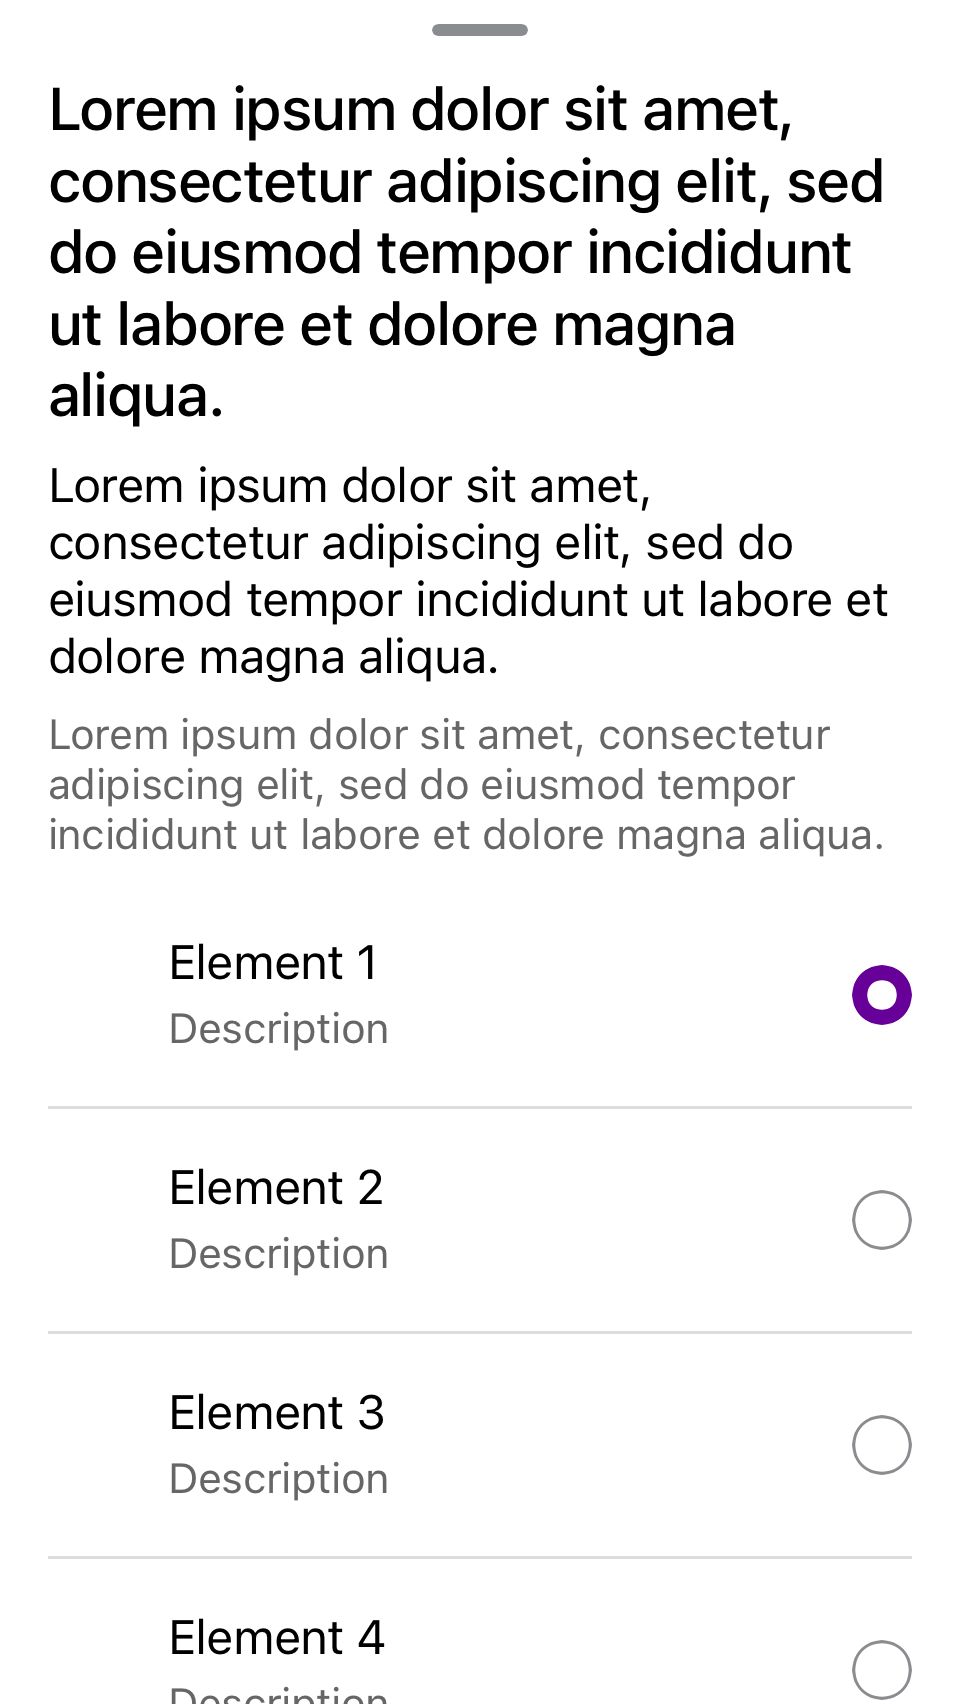 Lorem ipsum dolor sit amet,
consectetur adipiscing elit, sed
do eiusmod tempor incididunt
ut labore et dolore magna
aliqua.
Lorem ipsum dolor sit amet,
consectetur adipiscing elit, sed do
eiusmod tempor incididunt ut labore et
dolore magna aliqua.
Lorem ipsum dolor sit amet, consectetur
adipiscing elit, sed do eiusmod tempor
incididunt ut labore et dolore magna aliqua.
Element 1
Description
Element 2
Description
Element 3
Description
Element 4
Description